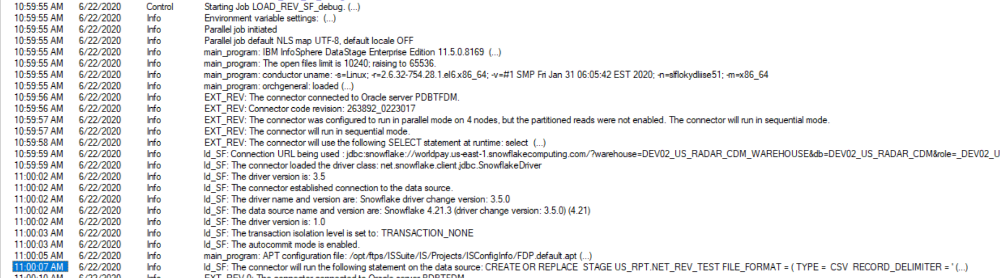 10:59:55 AM 6/22/2020 Control Starting Job LOAD_REV_SF_debug. (...)
10:59:55 AM 6/22/2020 Info Environment variable settings: (...)
10:59:55 AM 6/22/2020 Info Parallel job initiated
10:59:55 AM 6/22/2020 Info Parallel job default NLS map UTF-8, default locale OFF
10:59:55 AM 6/22/2020 Info main_program: IBM InfoSphere DataStage Enterprise Edition 11.5.0.8169 (...)
10:59:55 AM 6/22/2020 Info main_program: The open files limit is 10240; raising to 65536.
10:59:55 AM 6/22/2020 Info main_program: conductor uname: -s=Linux; -r=2.6.32-754.28.1.el6.x86_64; -v=#1 SMP Fri Jan 31 06:05:42 EST 2020; -n=slflokydliise51; -m=x86_64
10:59:55 AM 6/22/2020 Info main_program: orchgeneral: loaded (...)
10:59:56 AM 6/22/2020 Info EXT_REV: The connector connected to Oracle server PDBTFDM.
10:59:56 AM 6/22/2020 Info EXT_REV: Connector code revision: 263892_0223017
10:59:57 AM 6/22/2020 Info EXT_REV: The connector was configured to run in parallel mode on 4 nodes, but the partitioned reads were not enabled. The connector will run in sequential mode.
10:59:57 AM 6/22/2020 Info EXT_REV: The connector will run in sequential mode.
10:59:58 AM 6/22/2020 Info EXT_REV: The connector will use the following SELECT statement at runtime: select (...)
10:59:59 AM 6/22/2020 Info ld_SF: Connection URL being used : jdbc:snowflake://worldpay.us-east-1.snowflakecomputing.com/?warehouse=DEV02_US_RADAR_CDM_WAREHOUSE&db=DEV02_US_RADAR_CDM&role=_DEV02_U
10:59:59 AM 6/22/2020 Info ld_SF: The connector loaded the driver class: net.snowflake.client.jdbc.SnowflakeDriver
11:00:02 AM 6/22/2020 Info ld_SF: The driver version is: 3.5
11:00:02 AM 6/22/2020 Info ld_SF: The connector established connection to the data source.
11:00:02 AM 6/22/2020 Info ld_SF: The driver name and version are: Snowflake driver change version: 3.5.0
11:00:02 AM 6/22/2020 Info ld_SF: The data source name and version are: Snowflake 4.21.3 (driver change version: 3.5.0) (4.21)
11:00:02 AM 6/22/2020 Info ld_SF: The driver version is: 1.0
11:00:03 AM 6/22/2020 Info ld_SF: The transaction isolation level is set to: TRANSACTION_NONE
11:00:03 AM 6/22/2020 Info ld_SF: The autocommit mode is enabled.
11:00:05 AM 6/22/2020 Info main_program: APT configuration file: /opt/ftps/ISSuite/IS/Projects/ISConfigInfo/FDP.default.apt (...)
11:00:07 AM 6/22/2020 Info ld_SF: The connector will run the following statement on the data source: CREATE OR REPLACE STAGE US_RPT.NET_REV_TEST FILE_FORMAT = ( TYPE = CSV RECORD_DELIMITER = ' (...)
11:00:10 AM 6/22/2020 Info EXT_REV,0: The connector connected to Oracle server PDBTFDM.